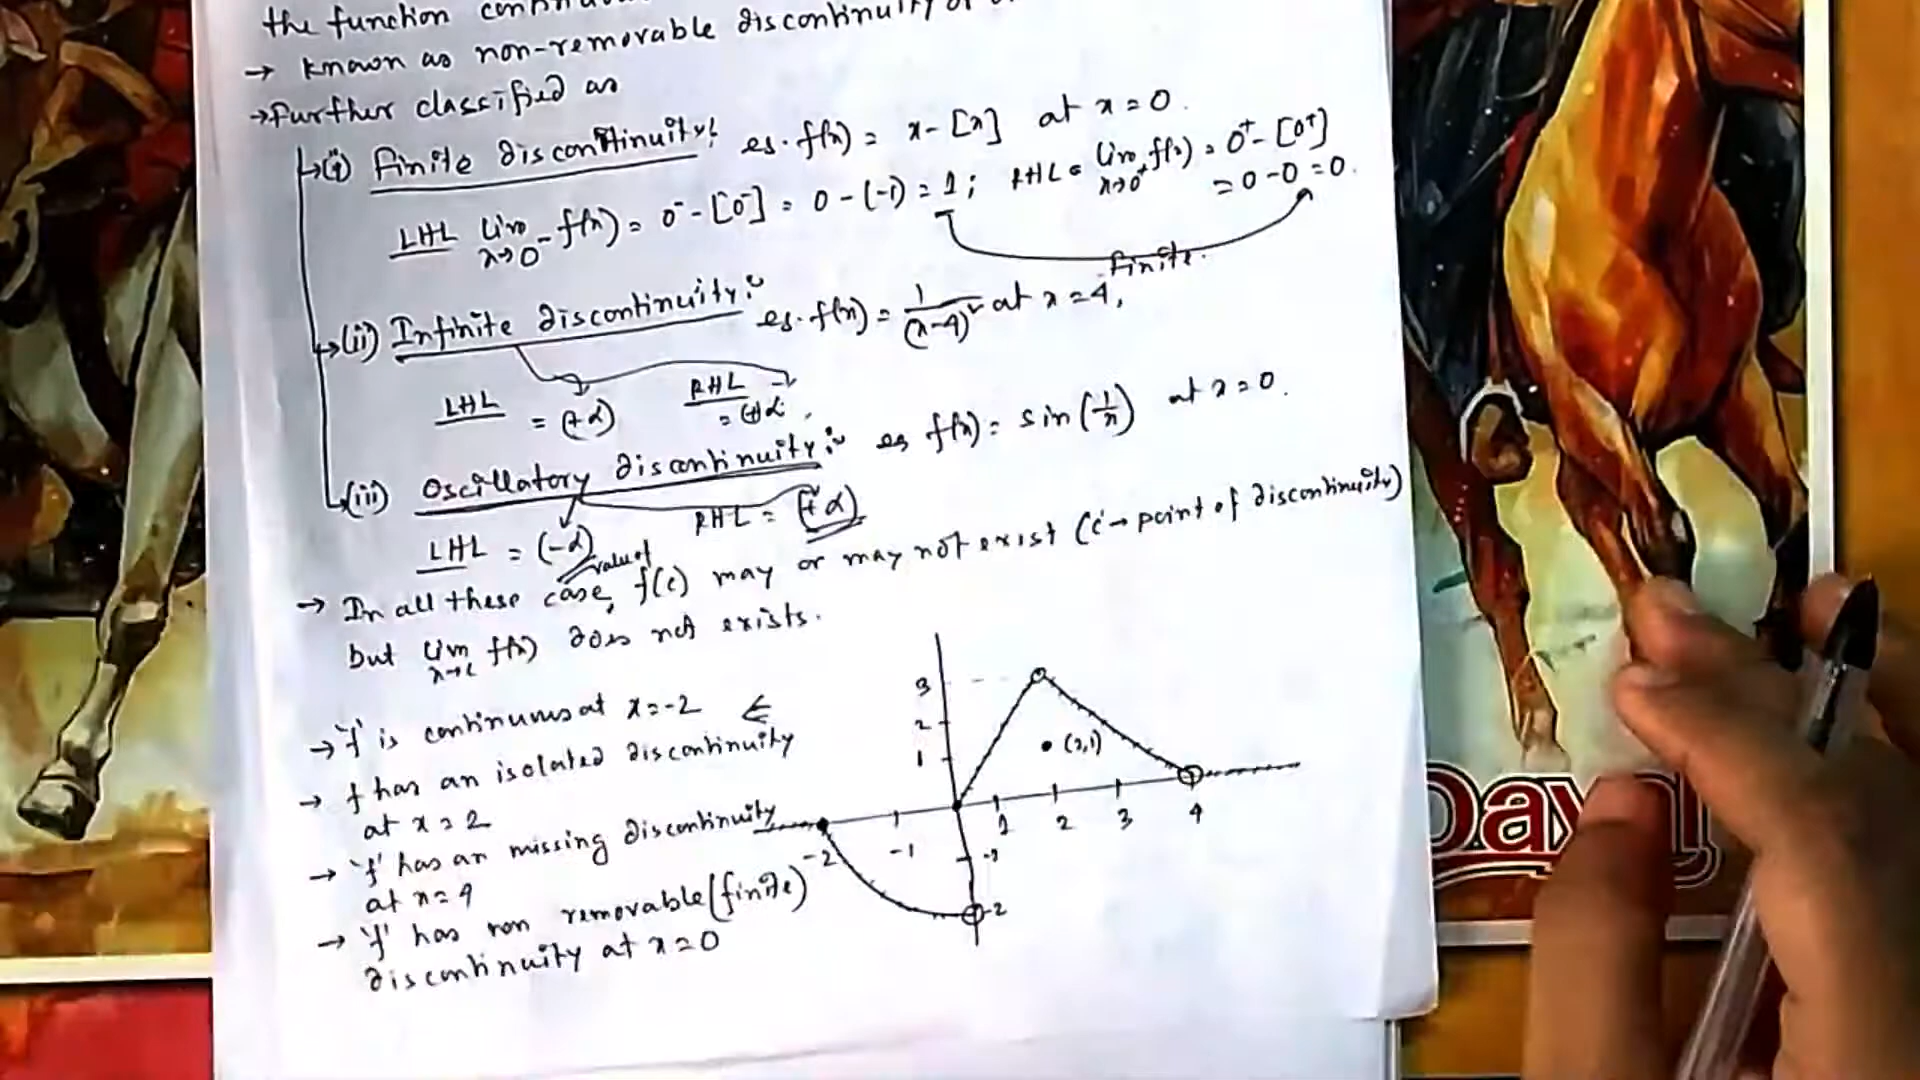 the function
→ known as non-removable discontinuity of
→ further classified as
→(i) finite discontinuity: eg. f(x) = x - [x] at x = 0.
LHL lim x→0⁻ f(x) = 0⁻ - [0⁻] = 0 - (-1) = 1; RHL = lim x→0⁺ f(x) = 0⁺ - [0⁺]
= 0 - 0 = 0.
finite.
→(ii) Infinite discontinuity: eg. f(x) = 1/(x-4)² at x = 4,
LHL = (+∞) RHL = (+)∞.
(iii) Oscillatory discontinuity: eg f(x) = sin(1/x) at x = 0.
LHL = (-∞) RHL = (+∞)
value of
→ In all these case, f(c) may or may not exist (c → point of discontinuity)
but lim x→c f(x) does not exists.
→ 'f' is continuous at x = -2
→ f has an isolated discontinuity
at x = 2
→ 'f' has an missing discontinuity
at x = 4
→ 'f' has non removable (finite)
discontinuity at x = 0
3
2
1
(2,1)
-2 -1 1 2 3 4
-1
-2
Dayal